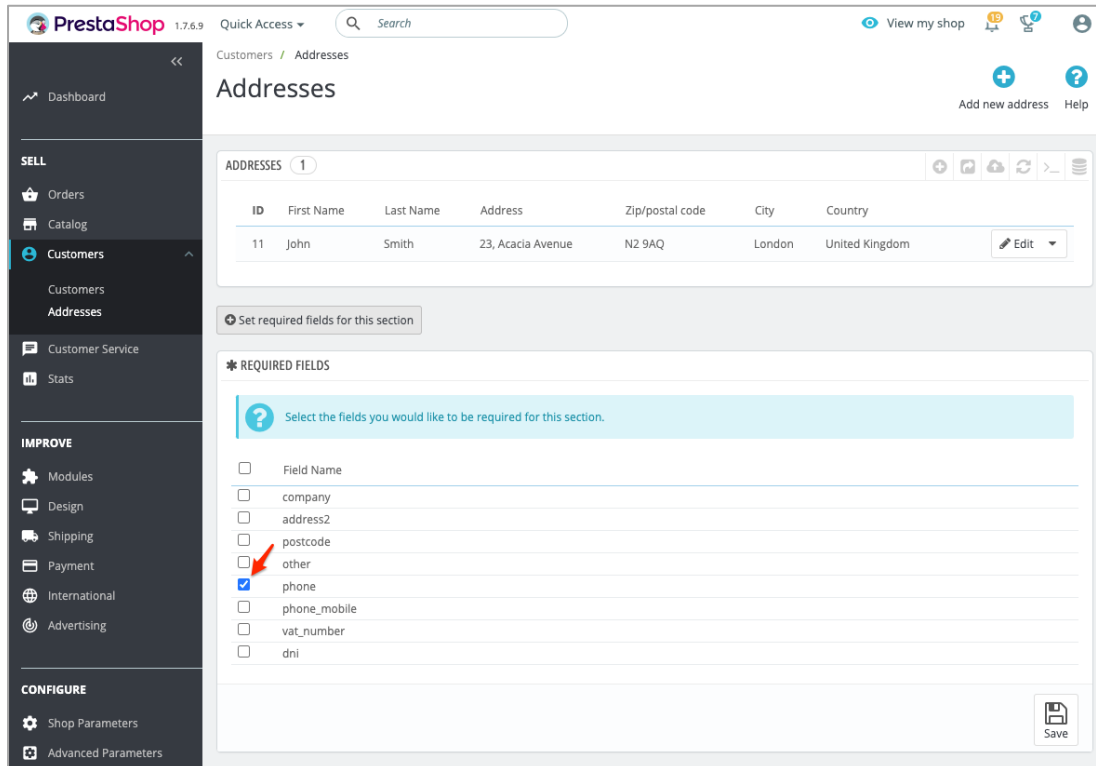 PrestaShop 1.7.6.9 Quick Access Search View my shop 19 7
Customers / Addresses
Addresses
Add new address Help
Dashboard
SELL
Orders
Catalog
Customers
Customers
Addresses
Customer Service
Stats
IMPROVE
Modules
Design
Shipping
Payment
International
Advertising
CONFIGURE
Shop Parameters
Advanced Parameters
ADDRESSES 1
ID First Name Last Name Address Zip/postal code City Country
11 John Smith 23, Acacia Avenue N2 9AQ London United Kingdom Edit
Set required fields for this section
REQUIRED FIELDS
Select the fields you would like to be required for this section.
Field Name
company
address2
postcode
other
phone
phone_mobile
vat_number
dni
Save